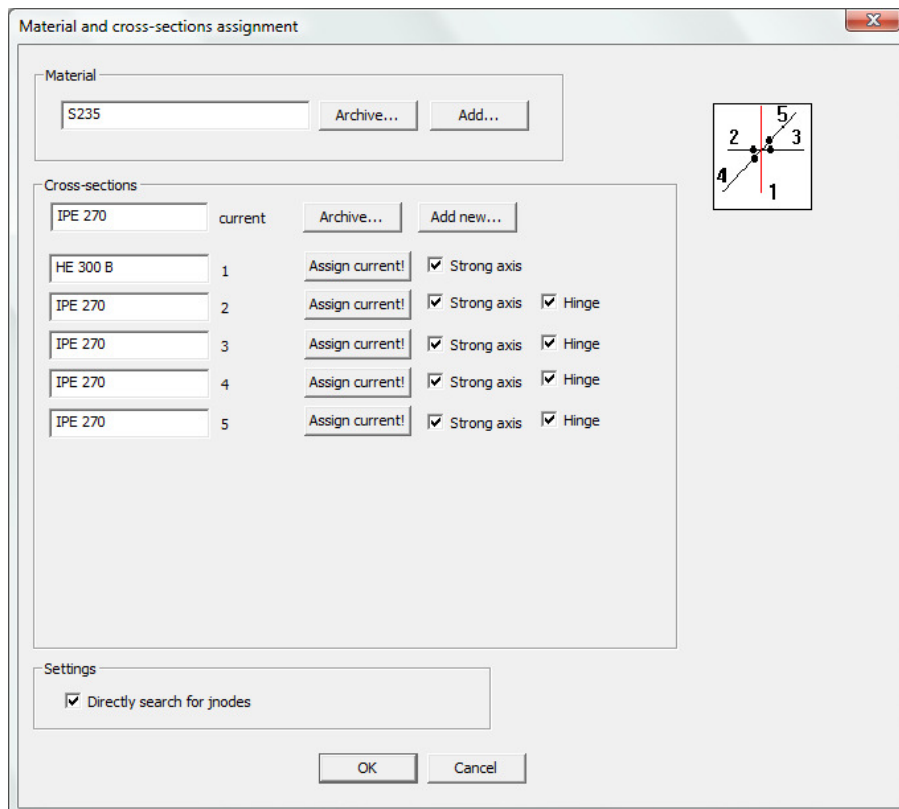 Material and cross-sections assignment
Material
S235 Archive... Add...
5
2 3
4
1
Cross-sections
IPE 270 current Archive... Add new...
HE 300 B 1 Assign current! Strong axis
IPE 270 2 Assign current! Strong axis Hinge
IPE 270 3 Assign current! Strong axis Hinge
IPE 270 4 Assign current! Strong axis Hinge
IPE 270 5 Assign current! Strong axis Hinge
Settings
Directly search for jnodes
OK Cancel